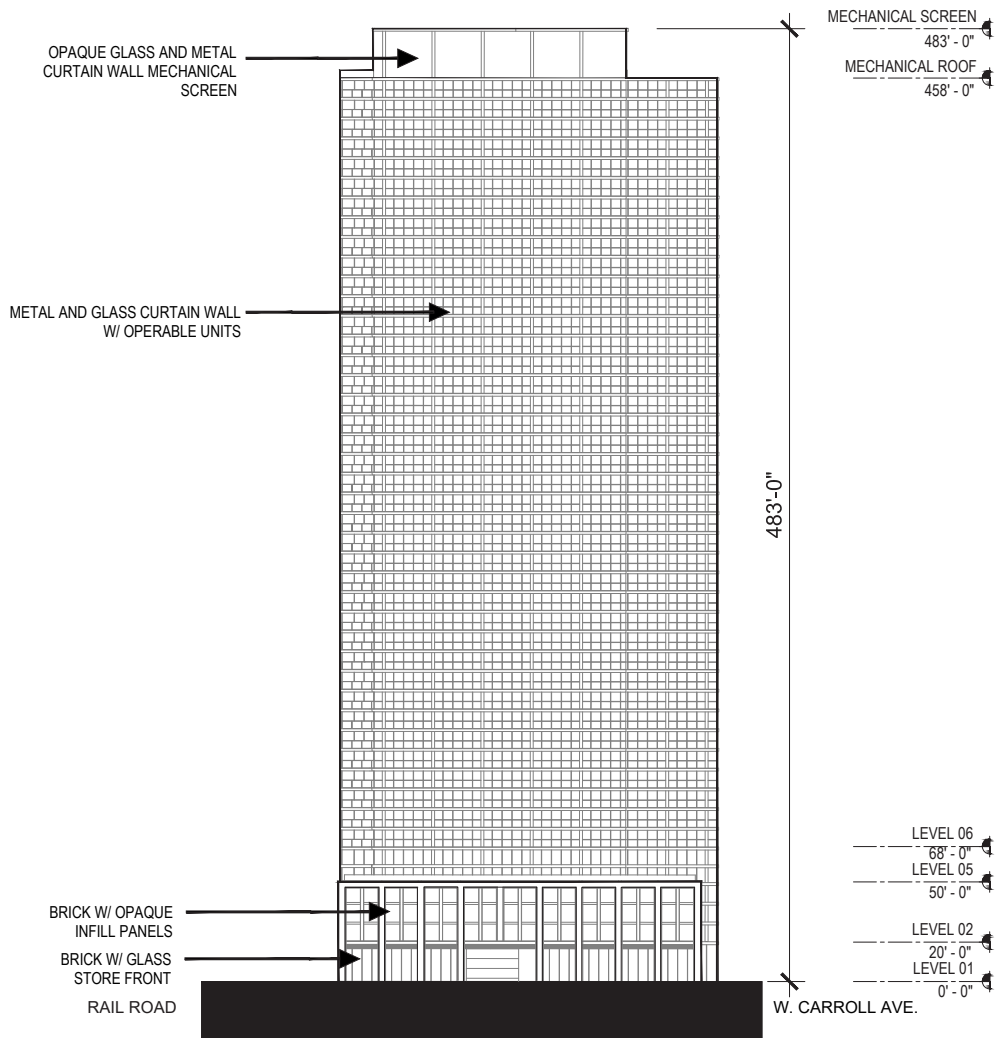 MECHANICAL SCREEN
483' - 0"
MECHANICAL ROOF
458' - 0"
OPAQUE GLASS AND METAL
CURTAIN WALL MECHANICAL
SCREEN
METAL AND GLASS CURTAIN WALL
W/ OPERABLE UNITS
483'-0"
LEVEL 06
68' - 0"
LEVEL 05
50' - 0"
BRICK W/ OPAQUE
INFILL PANELS
LEVEL 02
20' - 0"
BRICK W/ GLASS
STORE FRONT
LEVEL 01
0' - 0"
RAIL ROAD
W. CARROLL AVE.